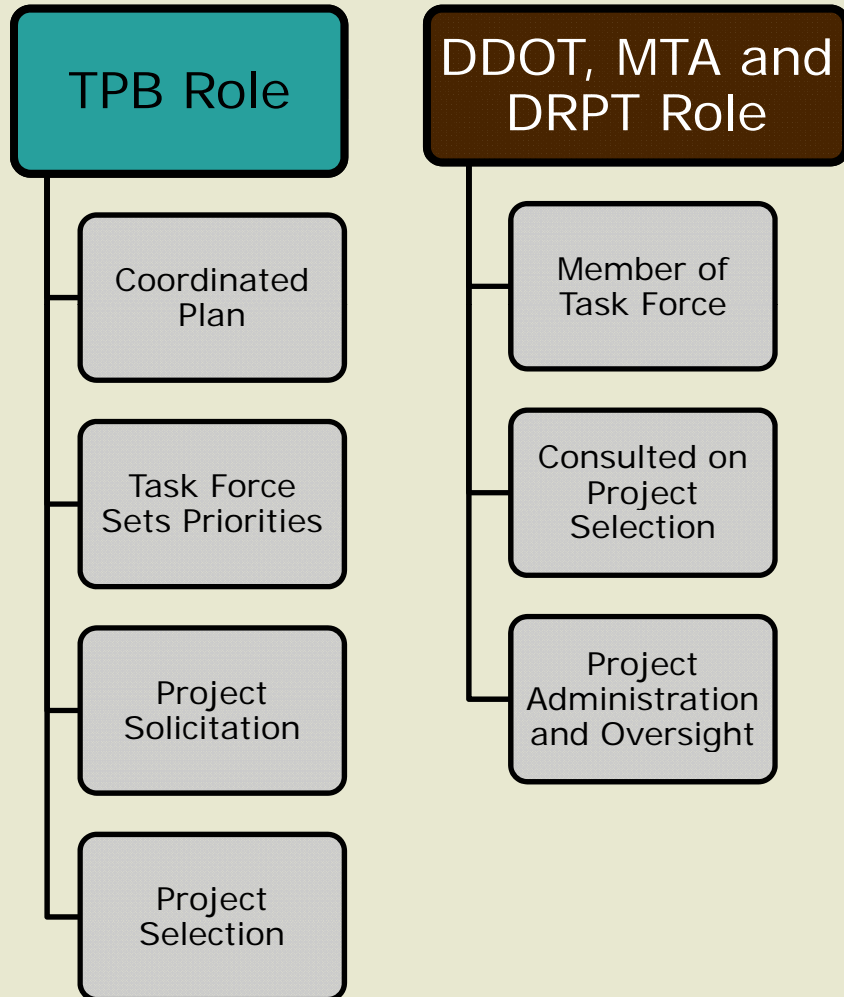 TPB Role
Coordinated
Plan
Task Force
Sets Priorities
Project
Solicitation
Project
Selection
DDOT, MTA and
DRPT Role
Member of
Task Force
Consulted on
Project
Selection
Project
Administration
and Oversight